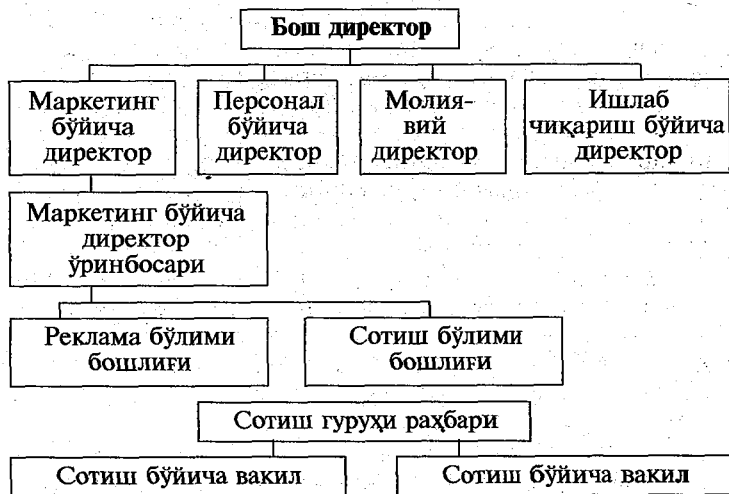 Бош директор
Маркетинг
бўйича
директор
Персонал
бўйича
директор
Молия-
вий
директор
Ишлаб
чиқариш бўйича
директор
Маркетинг бўйича
директор
ўринбосари
Реклама бўлими
бошлиғи
Сотиш бўлими
бошлиғи
Сотиш гуруҳи раҳбари
Сотиш бўйича вакил
Сотиш бўйича вакил